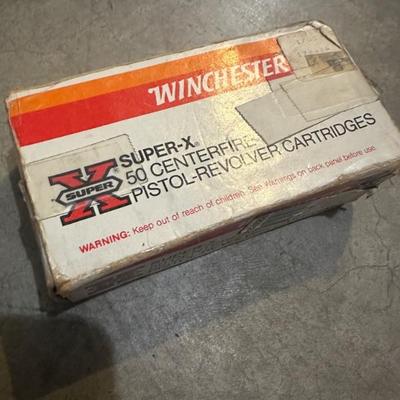 WINCHESTER
SUPER-X®
50 CENTERFIRE
PISTOL-REVOLVER CARTRIDGES
X
SUPER
WARNING: Keep out of reach of children. See warnings on back panel before use.